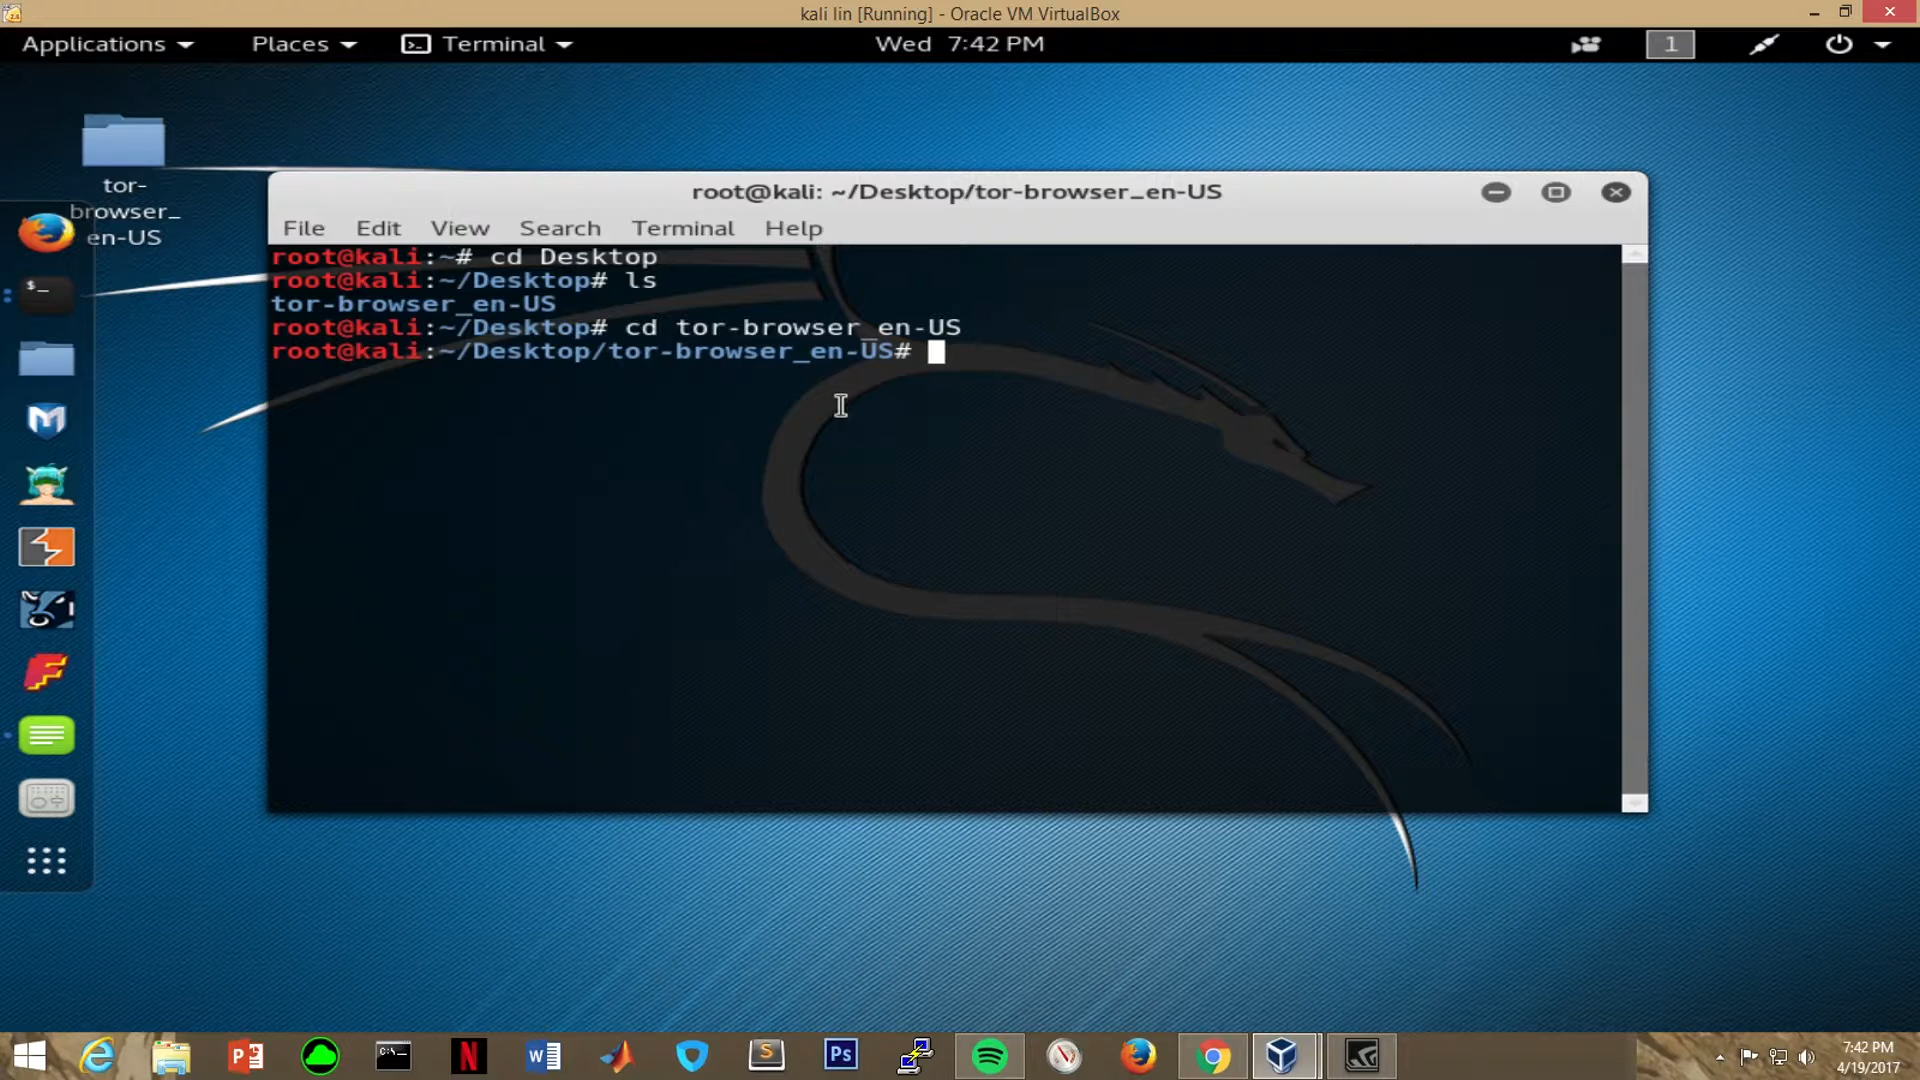 kali lin [Running] - Oracle VM VirtualBox
Applications Places Terminal Wed 7:42 PM 1
tor-
browser_
en-US
root@kali: ~/Desktop/tor-browser_en-US
File Edit View Search Terminal Help
root@kali:~# cd Desktop
root@kali:~/Desktop# ls
tor-browser_en-US
root@kali:~/Desktop# cd tor-browser_en-US
root@kali:~/Desktop/tor-browser_en-US#
$_
Ps
7:42 PM
4/19/2017